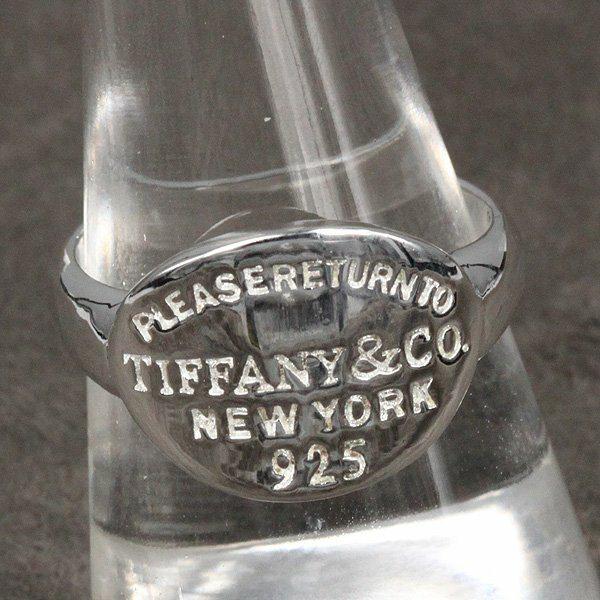 PLEASE RETURN TO
TIFFANY & CO.
NEW YORK
925